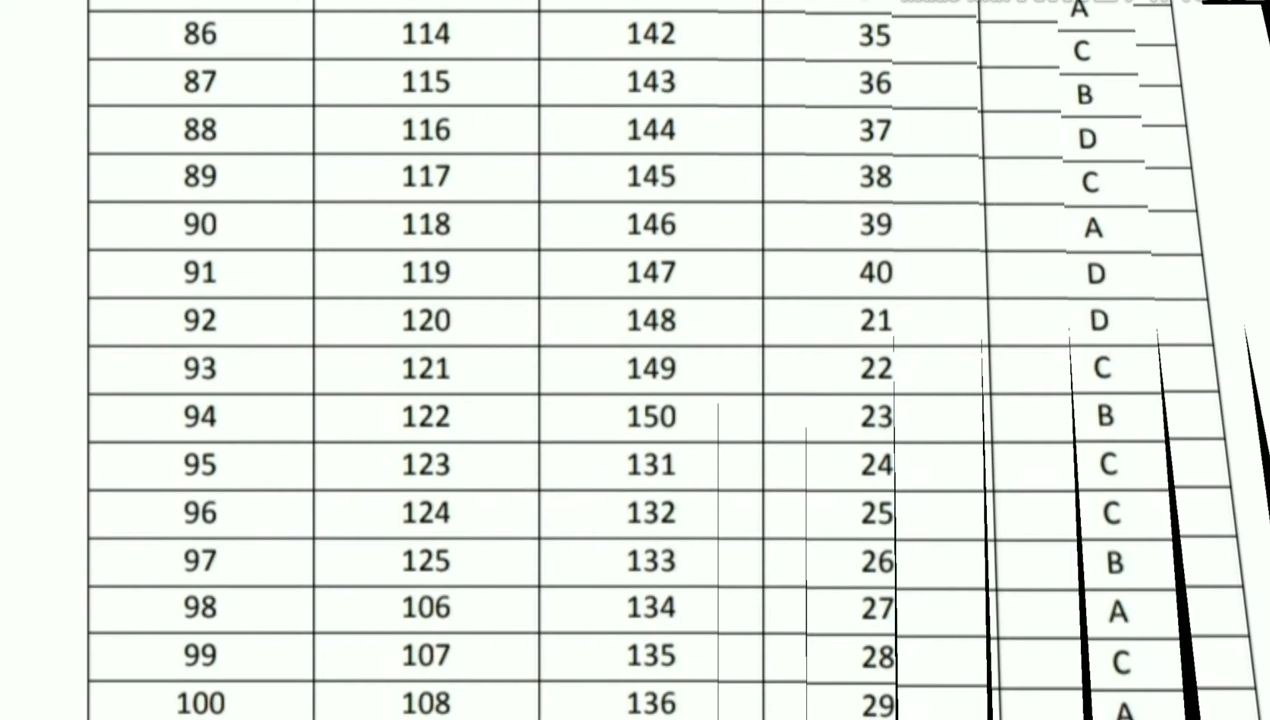 A
86 114 142 35 C
87 115 143 36 B
88 116 144 37 D
89 117 145 38 C
90 118 146 39 A
91 119 147 40 D
92 120 148 21 D
93 121 149 22 C
94 122 150 23 B
95 123 131 24 C
96 124 132 25 C
97 125 133 26 B
98 106 134 27 A
99 107 135 28 C
100 108 136 29 A